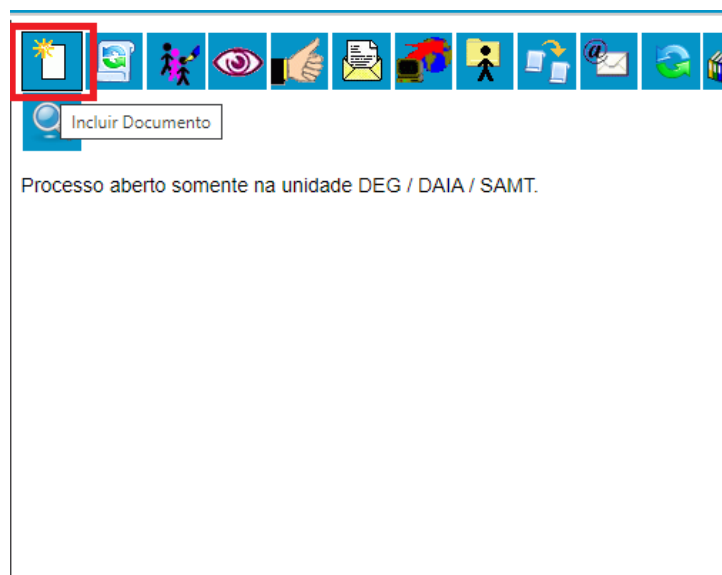 @
Incluir Documento
Processo aberto somente na unidade DEG / DAIA / SAMT.